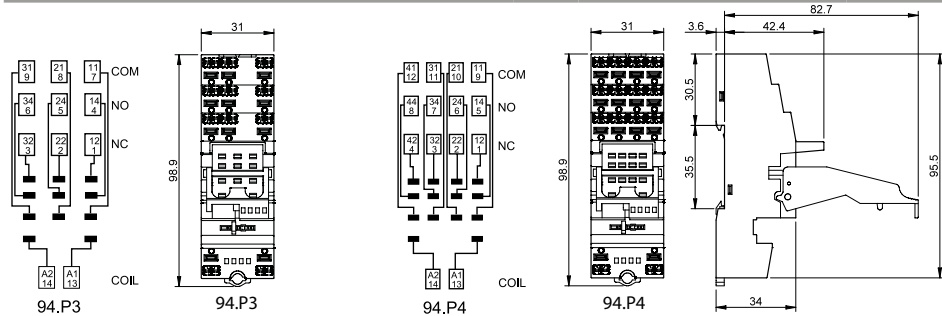 31 9 21 8 11 7 COM
34 6 24 5 14 4 NO
32 3 22 2 12 1 NC
A2 14 A1 13 COIL
94.P3
31
98.9
94.P3
41 12 31 11 21 10 11 9 COM
44 8 34 7 24 6 14 5 NO
42 4 32 3 22 2 12 1 NC
A2 14 A1 13 COIL
94.P4
31
98.9
94.P4
82.7
3.6 42.4
30.5
35.5
95.5
34